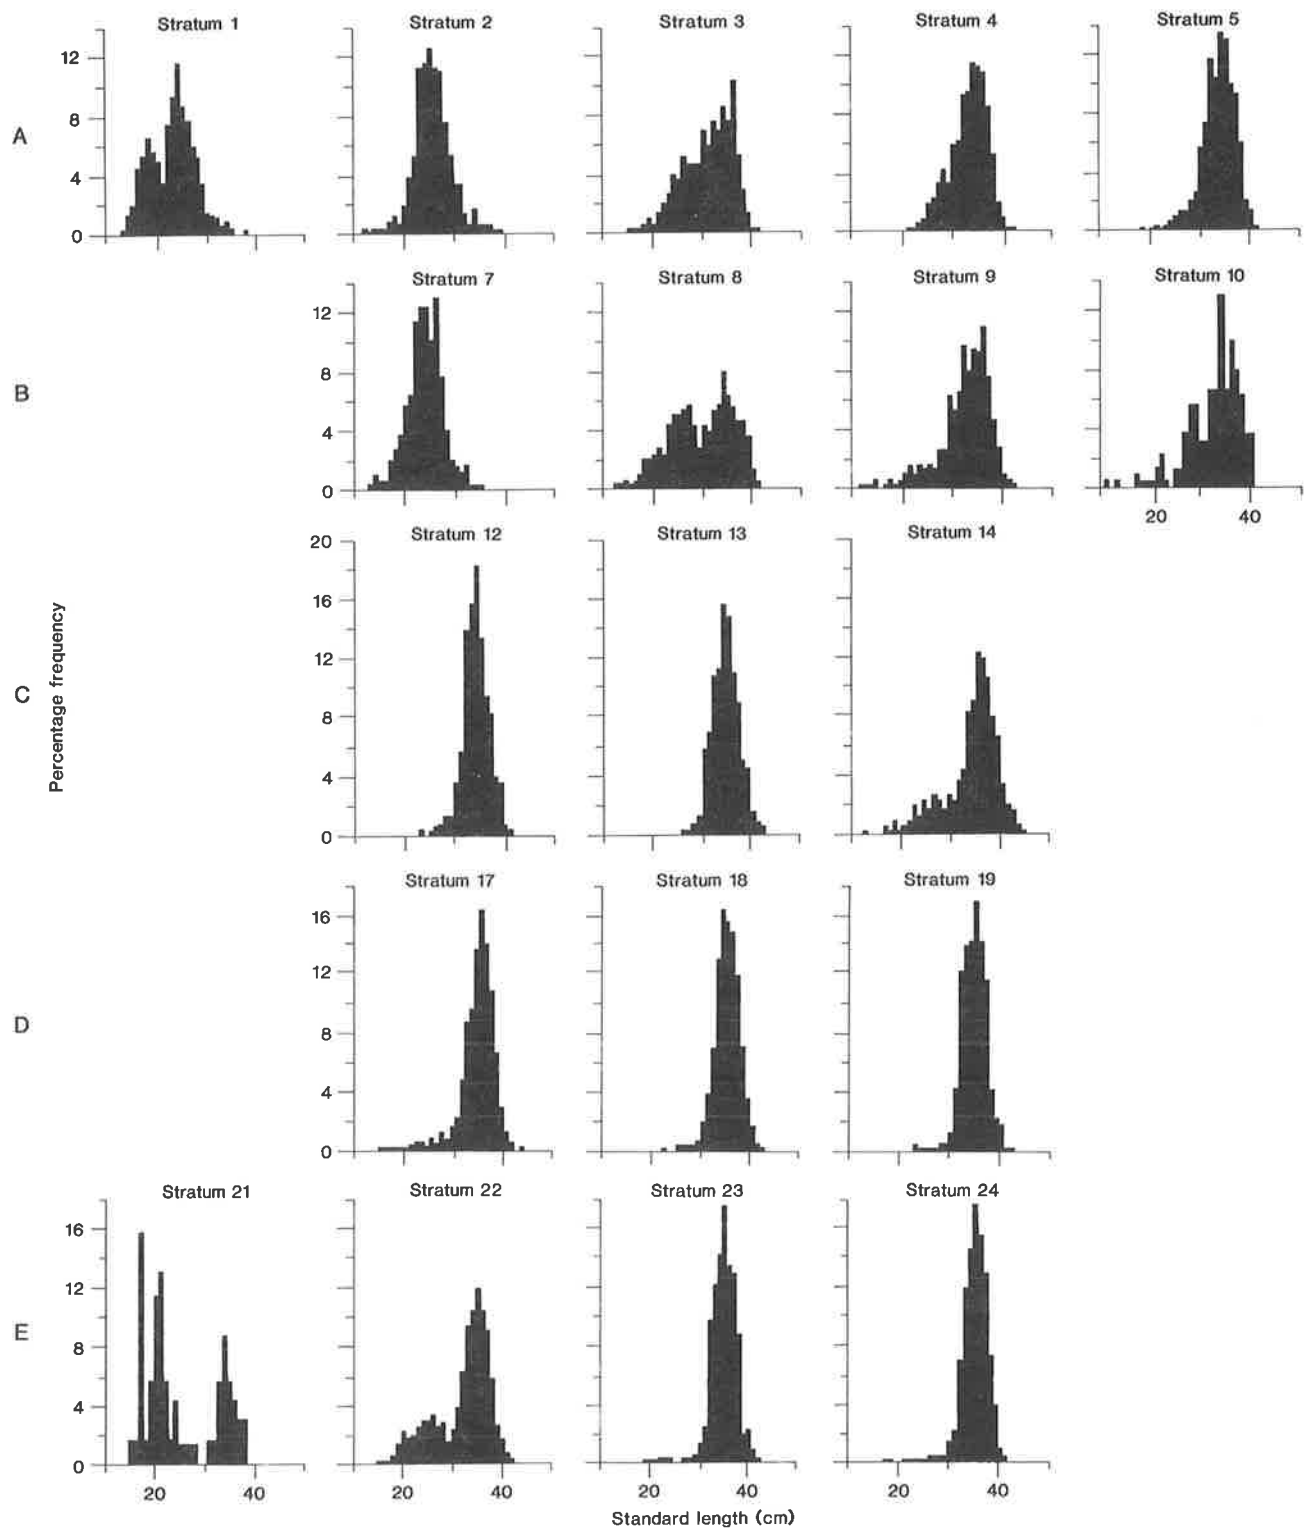 Stratum 1 Stratum 2 Stratum 3 Stratum 4 Stratum 5
A
12
8
4
0
Stratum 7 Stratum 8 Stratum 9 Stratum 10
B
12
8
4
0
20 40
Stratum 12 Stratum 13 Stratum 14
C
Percentage frequency
20
16
12
8
4
0
Stratum 17 Stratum 18 Stratum 19
D
16
12
8
4
0
Stratum 21 Stratum 22 Stratum 23 Stratum 24
E
16
12
8
4
0
20 40 20 40 20 40 20 40
Standard length (cm)